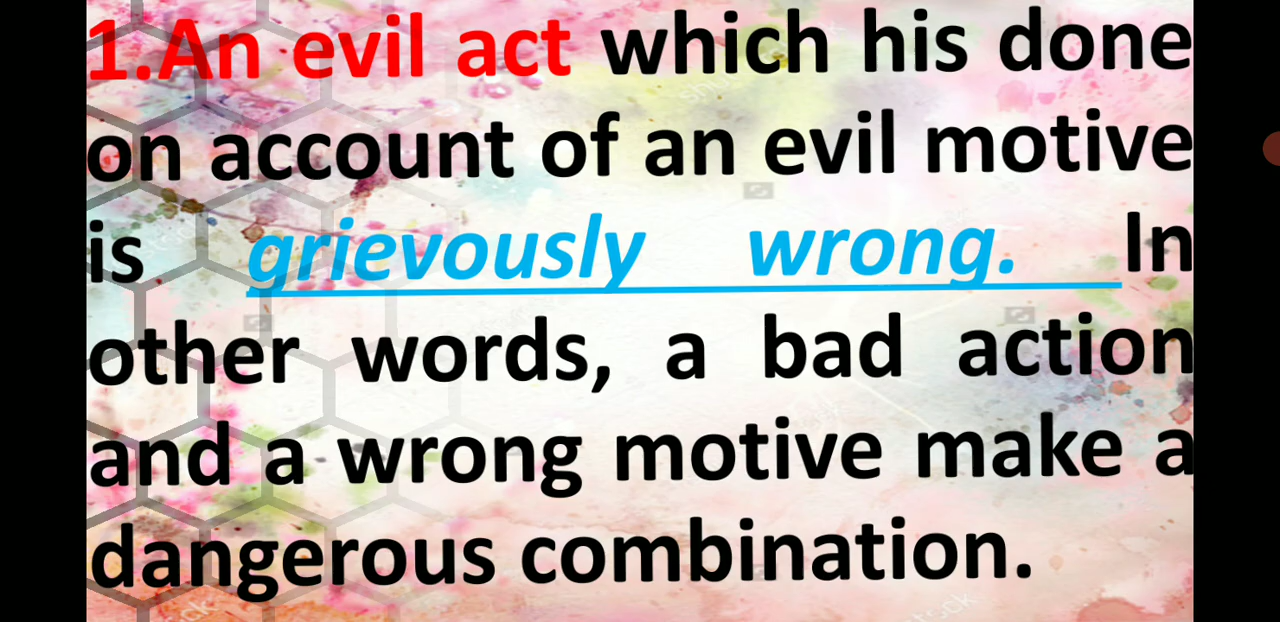 1.An evil act which his done
on account of an evil motive
is grievously wrong. In
other words, a bad action
and a wrong motive make a
dangerous combination.